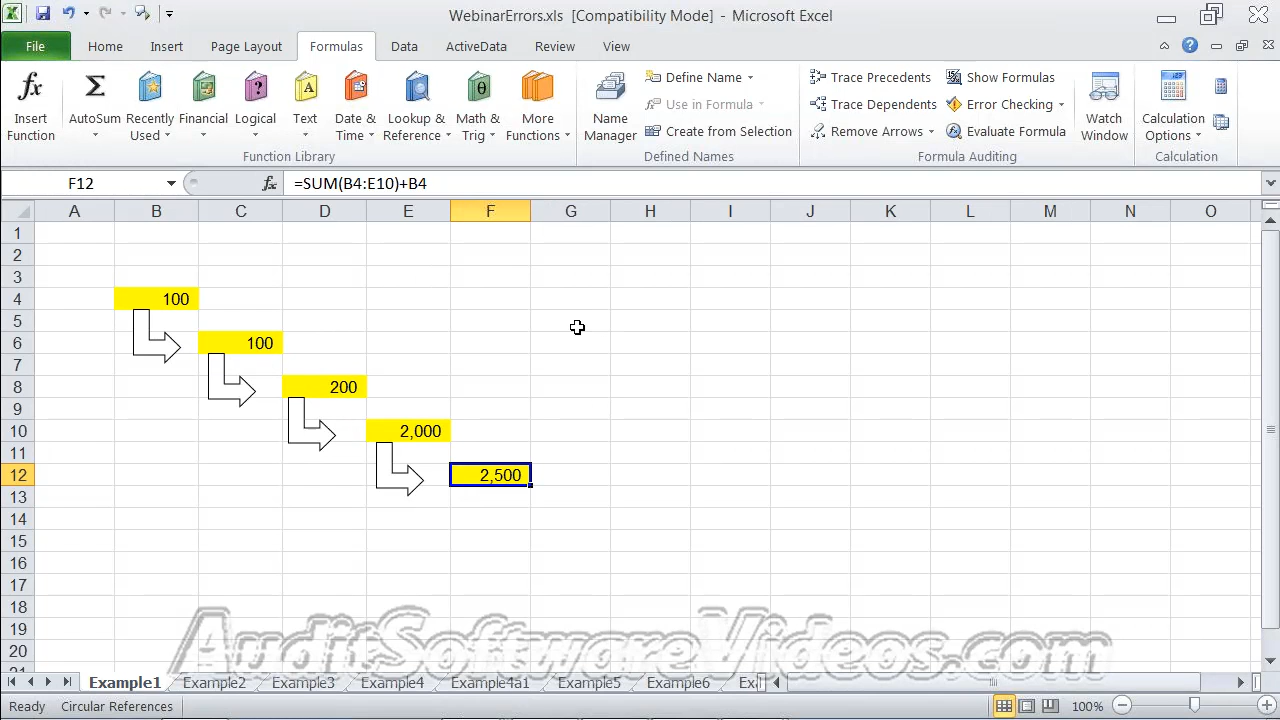 WebinarErrors.xls [Compatibility Mode] - Microsoft Excel
File Home Insert Page Layout Formulas Data ActiveData Review View
Insert Function
AutoSum
Recently Used
Financial
Logical
Text
Date & Time
Lookup & Reference
Math & Trig
More Functions
Function Library
Name Manager
Define Name
Use in Formula
Create from Selection
Defined Names
Trace Precedents
Trace Dependents
Remove Arrows
Show Formulas
Error Checking
Evaluate Formula
Formula Auditing
Watch Window
Calculation Options
Calculation
F12 fx =SUM(B4:E10)+B4
A B C D E F G H I J K L M N O
1
2
3
4 100
5
6 100
7
8 200
9
10 2,000
11
12 2,500
13
14
15
16
17
18
19
20
21
AuditSoftwareVideos.com
Example1 Example2 Example3 Example4 Example4a1 Example5 Example6 Exa
Ready Circular References 100%